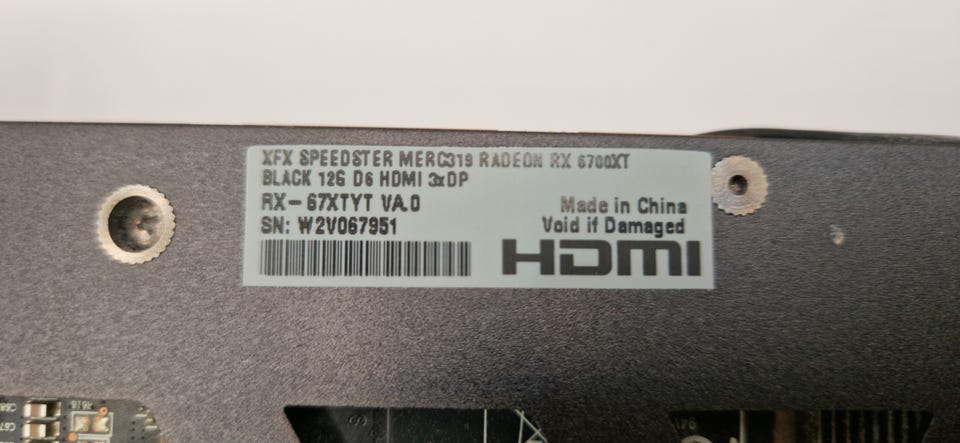 XFX SPEEDSTER MERC319 RADEON RX 6700XT
BLACK 12G D6 HDMI 3xDP
RX-67XTYT VA.0
SN: W2V067951
Made in China
Void if Damaged
HDMI